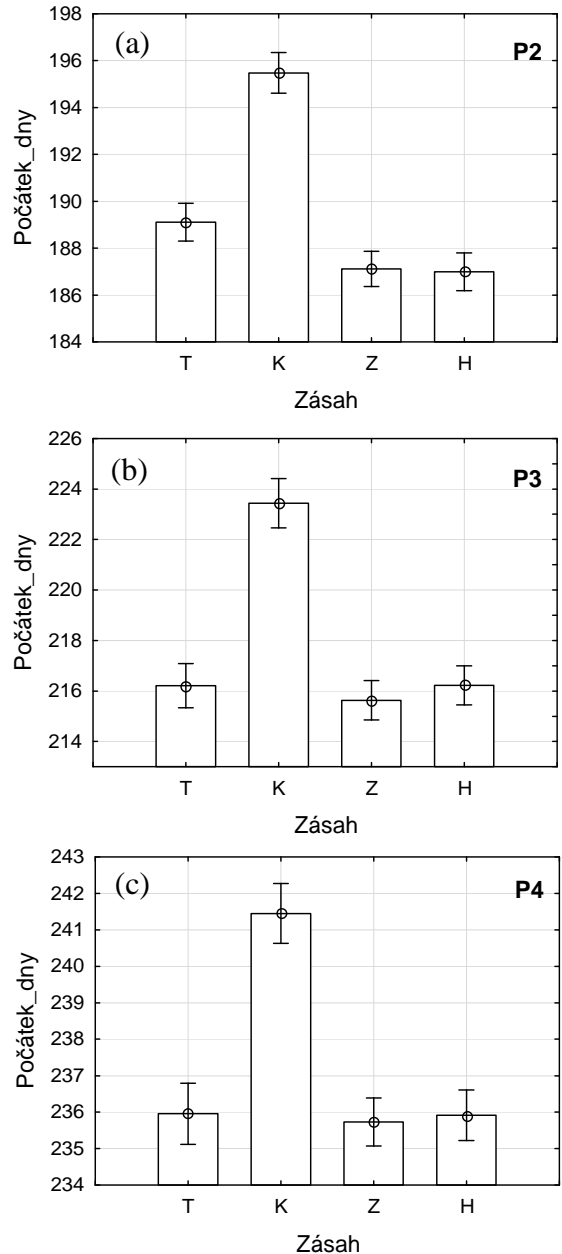 (a)
P2
198
196
194
192
190
188
186
184
Počátek_dny
T K Z H
Zásah
(b)
P3
226
224
222
220
218
216
214
Počátek_dny
T K Z H
Zásah
(c)
P4
243
242
241
240
239
238
237
236
235
234
Počátek_dny
T K Z H
Zásah